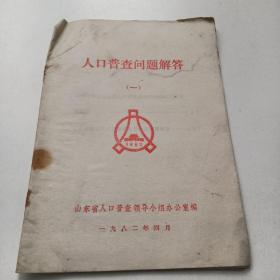 人口普查问题解答
（一）
1982
山东省人口普查领导小组办公室编
一九八二年四月